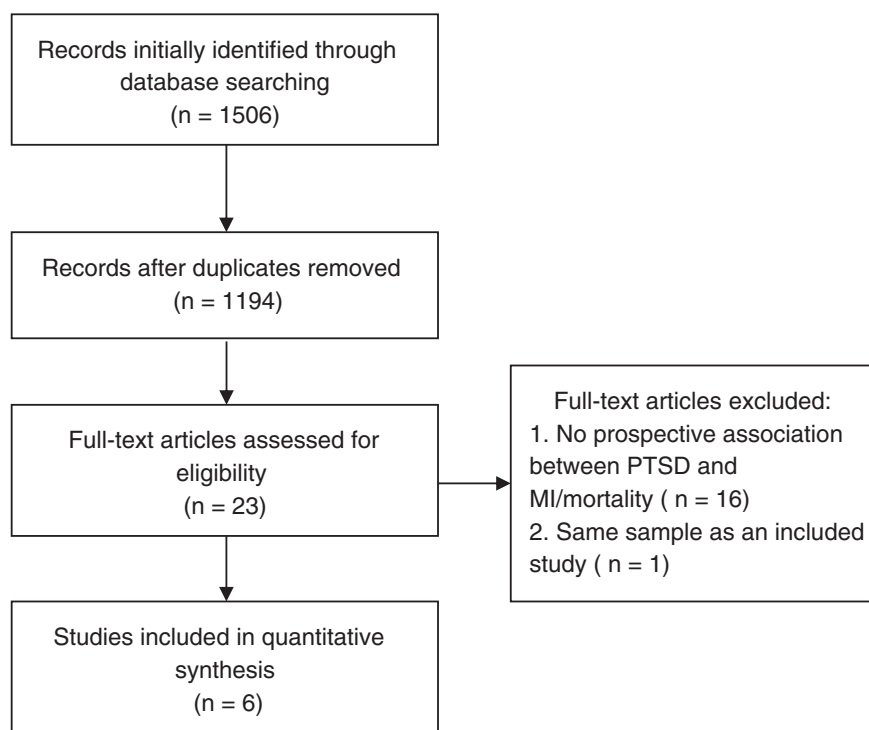 Records initially identified through
database searching
(n = 1506)
Records after duplicates removed
(n = 1194)
Full-text articles assessed for
eligibility
(n = 23)
Full-text articles excluded:
1. No prospective association
between PTSD and
MI/mortality ( n = 16)
2. Same sample as an included
study ( n = 1)
Studies included in quantitative
synthesis
(n = 6)